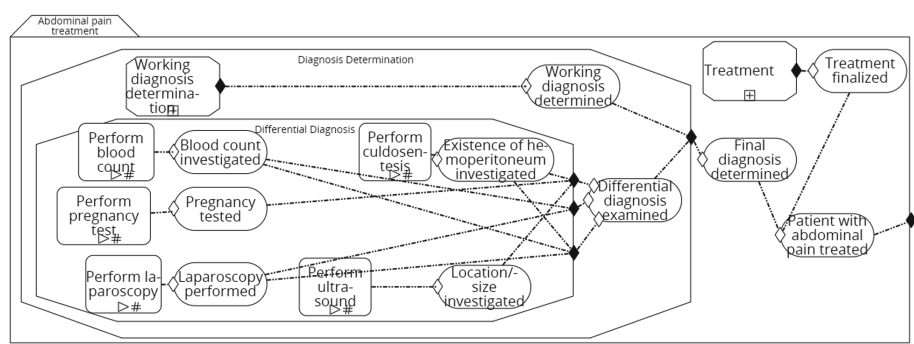 Abdominal pain
treatment
Diagnosis Determination
Working
diagnosis
determina-
tion
Working
diagnosis
determined
Treatment
Treatment
finalized
Differential Diagnosis
Perform
blood
count
Blood count
investigated
Perform
culdosen-
tesis
Existence of he-
moperitoneum
investigated
Final
diagnosis
determined
Perform
pregnancy
test
Pregnancy
tested
Differential
diagnosis
examined
Patient with
abdominal
pain treated
Perform la-
paroscopy
Laparoscopy
performed
Perform
ultra-
sound
Location/-
size
investigated